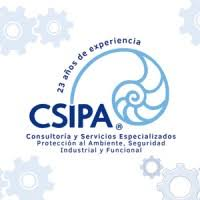 23 años de experiencia
CSIPA®
Consultoría y Servicios Especializados
Protección al Ambiente, Seguridad
Industrial y Funcional